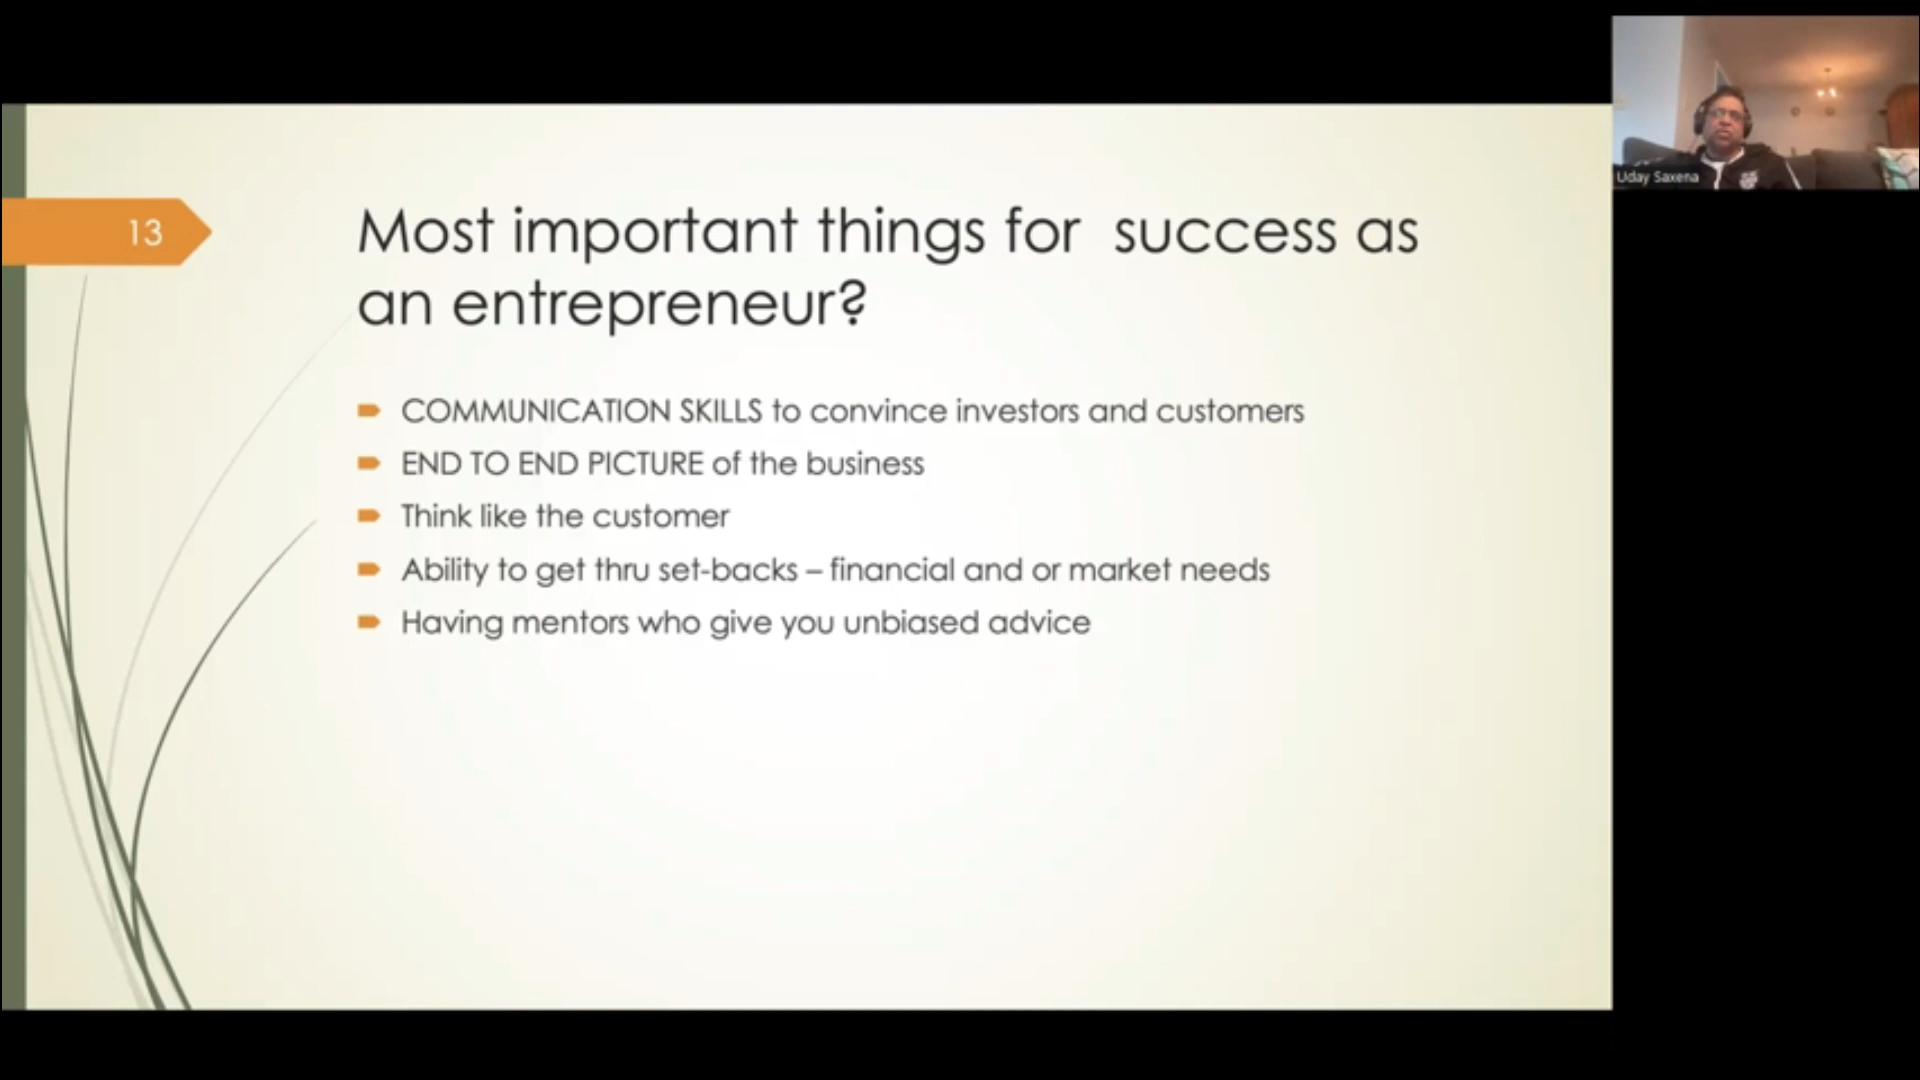 13
Most important things for  success as
an entrepreneur?
COMMUNICATION SKILLS to convince investors and customers
END TO END PICTURE of the business
Think like the customer
Ability to get thru set-backs – financial and or market needs
Having mentors who give you unbiased advice
Uday Saxena